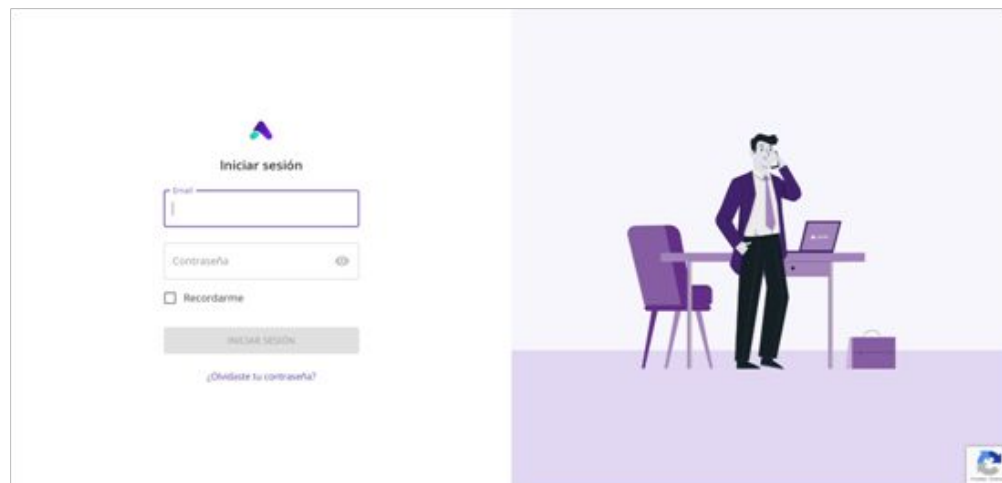 Iniciar sesión
Email
Contraseña
Recordarme
INICIAR SESIÓN
¿Olvidaste tu contraseña?